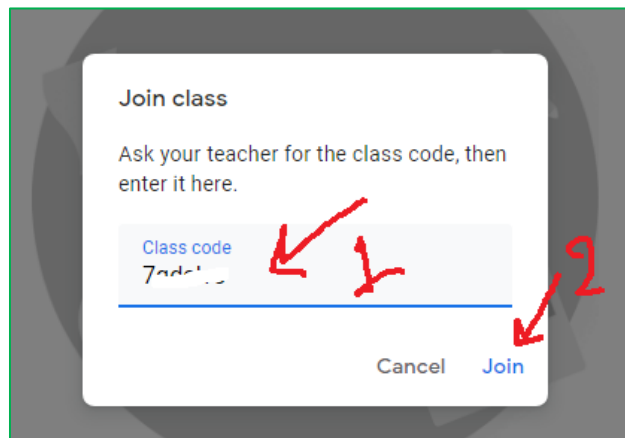 Join class
Ask your teacher for the class code, then
enter it here.
Class code
1
Cancel Join
2